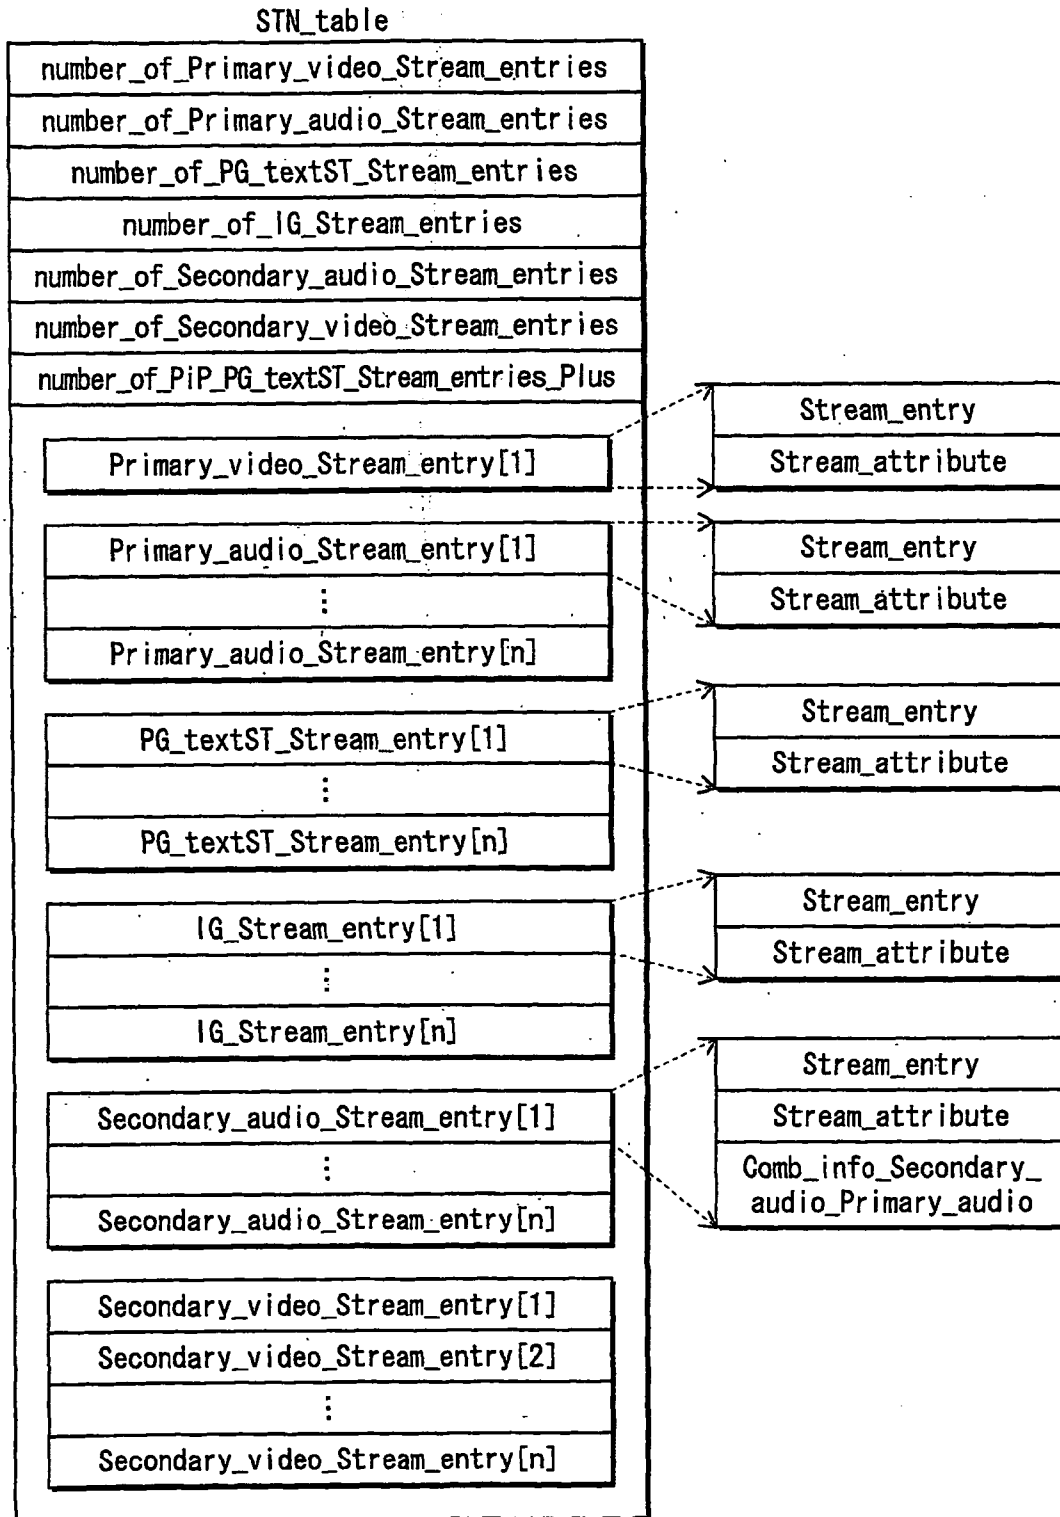 STN_table
number_of_Primary_video_Stream_entries
number_of_Primary_audio_Stream_entries
number_of_PG_textST_Stream_entries
number_of_IG_Stream_entries
number_of_Secondary_audio_Stream_entries
number_of_Secondary_video_Stream_entries
number_of_PiP_PG_textST_Stream_entries_Plus
Primary_video_Stream_entry[1]
Stream_entry
Stream_attribute
Primary_audio_Stream_entry[1]
⋮
Primary_audio_Stream_entry[n]
Stream_entry
Stream_attribute
PG_textST_Stream_entry[1]
⋮
PG_textST_Stream_entry[n]
Stream_entry
Stream_attribute
IG_Stream_entry[1]
⋮
IG_Stream_entry[n]
Stream_entry
Stream_attribute
Secondary_audio_Stream_entry[1]
⋮
Secondary_audio_Stream_entry[n]
Stream_entry
Stream_attribute
Comb_info_Secondary_
audio_Primary_audio
Secondary_video_Stream_entry[1]
Secondary_video_Stream_entry[2]
⋮
Secondary_video_Stream_entry[n]